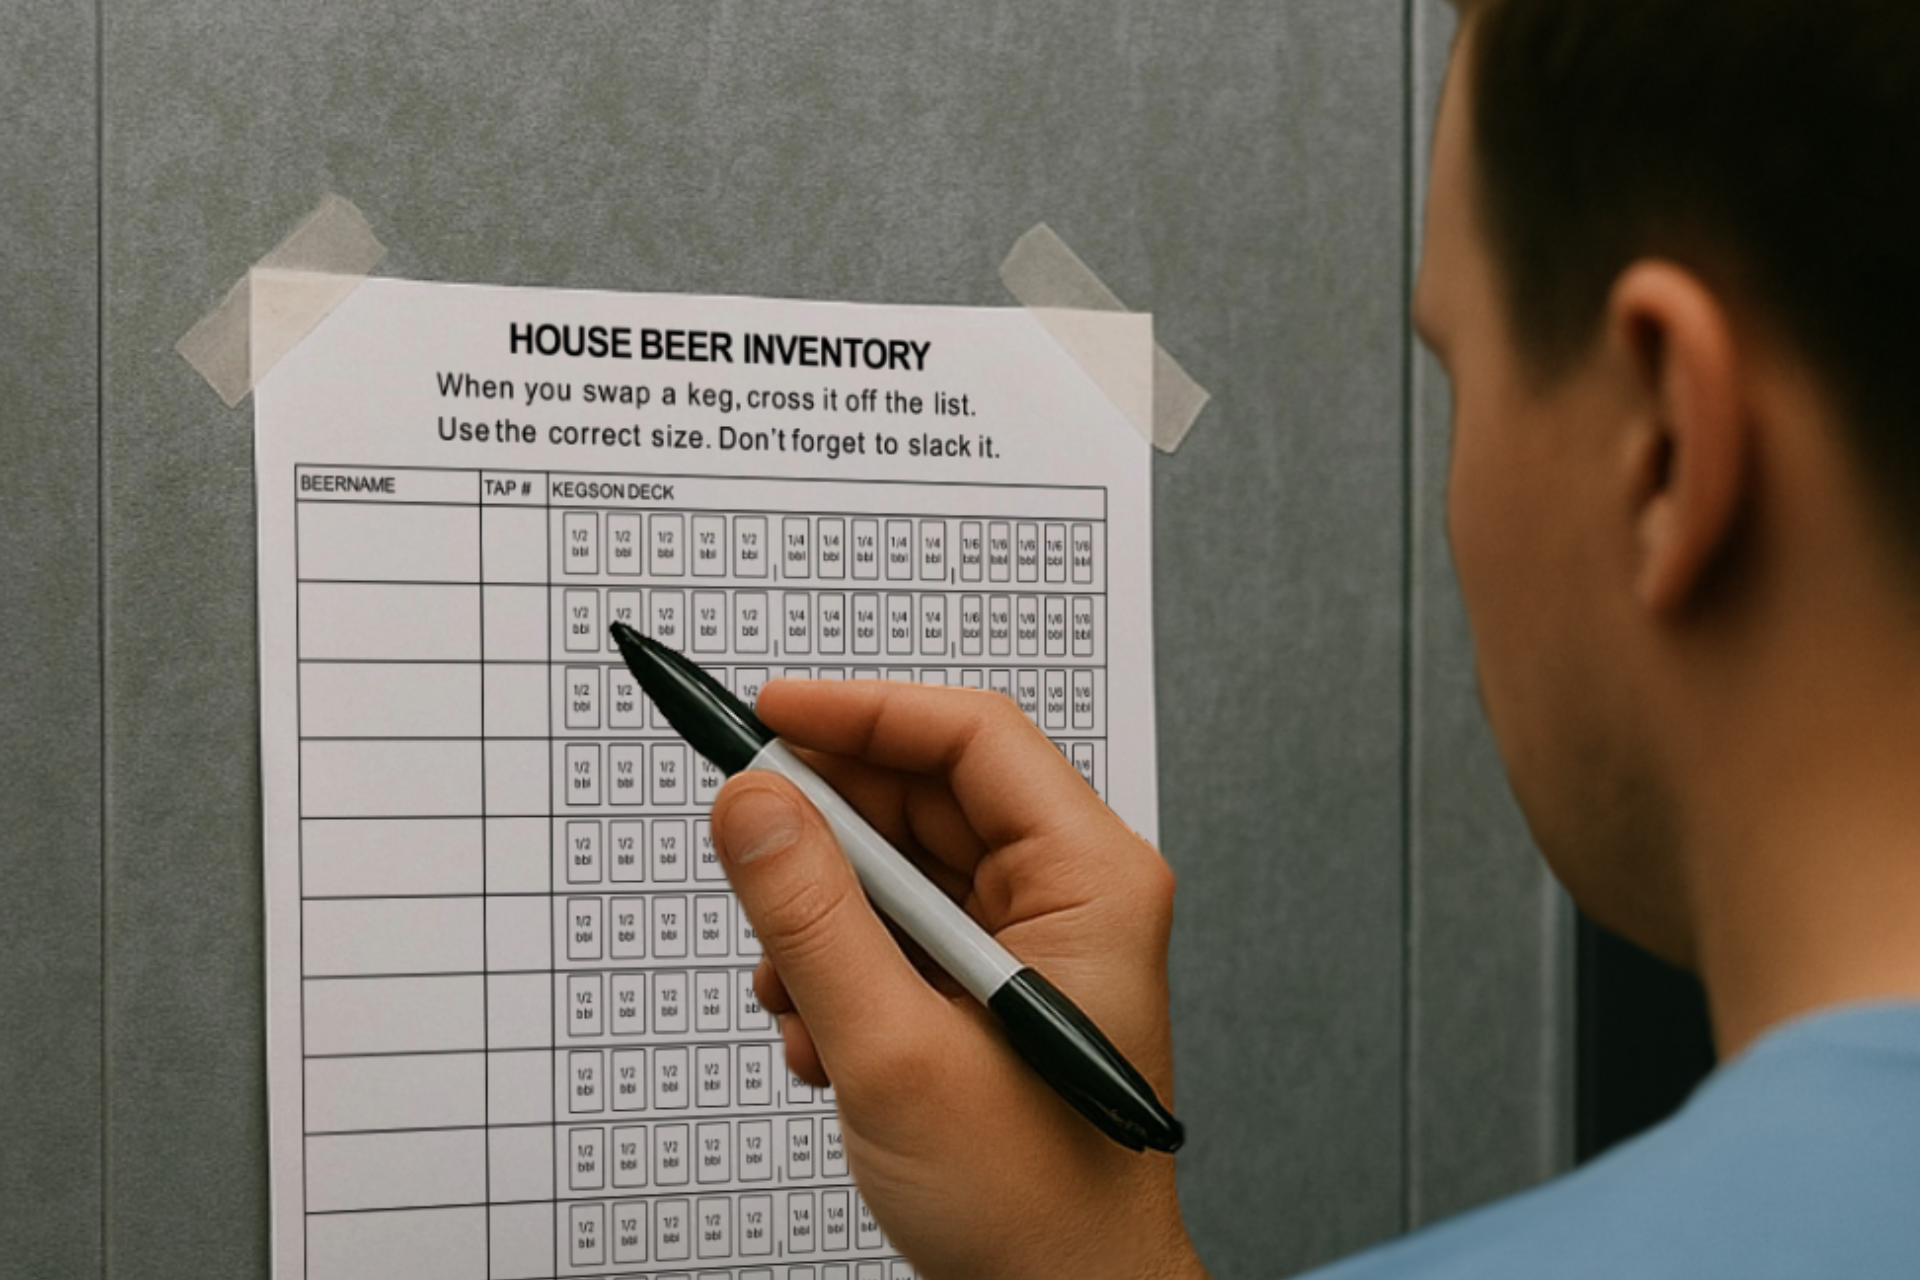 HOUSE BEER INVENTORY
When you swap a keg, cross it off the list.
Use the correct size. Don't forget to slack it.
BEERNAME TAP # KEGS ON DECK
1/2 bbl 1/2 bbl 1/2 bbl 1/2 bbl 1/2 bbl 1/4 bbl 1/4 bbl 1/4 bbl 1/4 bbl 1/4 bbl 1/6 bbl 1/6 bbl 1/6 bbl 1/6 bbl 1/6 bbl
1/2 bbl 1/2 1/2 bbl 1/2 bbl 1/2 bbl 1/4 bbl 1/4 bbl 1/4 bbl 1/4 bbl 1/4 bbl 1/6 bbl 1/6 bbl 1/6 bbl 1/6 bbl 1/6 bbl
1/2 bbl 1/2 bbl 1/2 1/6 bbl 1/6 bbl 1/6 bbl
1/2 bbl 1/2 bbl 1/2 bbl 1/2 bbl 1/6 bbl
1/2 bbl 1/2 bbl 1/2 bbl 1/2 bbl
1/2 bbl 1/2 bbl 1/2 bbl 1/2 bbl
1/2 bbl 1/2 bbl 1/2 bbl 1/2 bbl
1/2 bbl 1/2 bbl 1/2 bbl 1/2 bbl 1/2 bbl
1/2 bbl 1/2 bbl 1/2 bbl 1/2 bbl 1/2 bbl 1/4 bbl 1/4 bbl
1/2 bbl 1/2 bbl 1/2 bbl 1/2 bbl 1/2 bbl 1/4 bbl 1/4 bbl